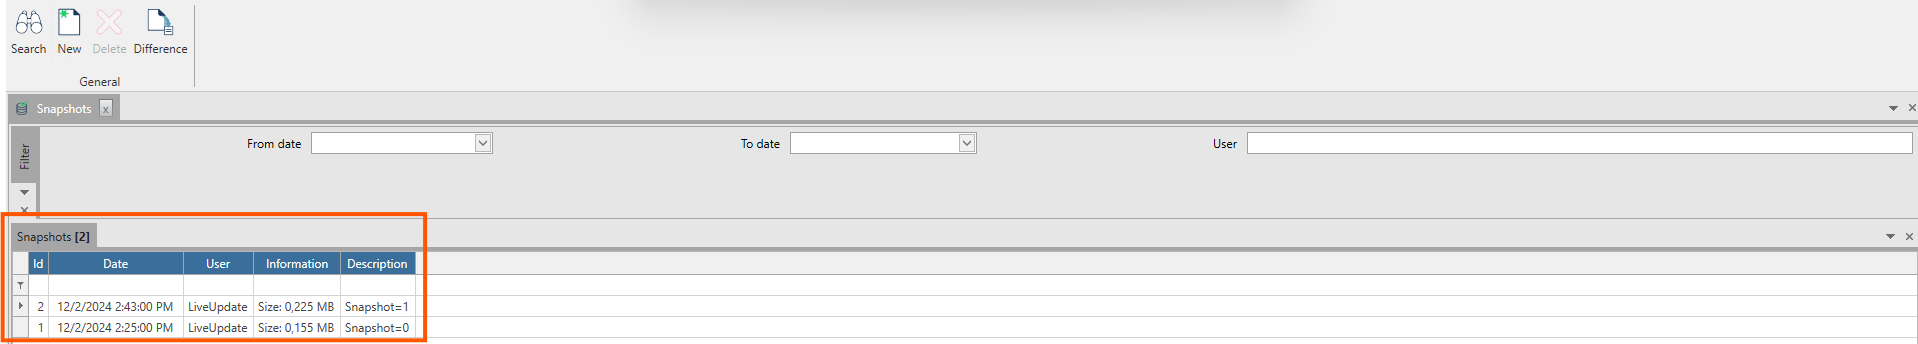 Search New Delete Difference
General
Snapshots x
Filter
From date To date User
Snapshots [2]
Id Date User Information Description
2 12/2/2024 2:43:00 PM LiveUpdate Size: 0,225 MB Snapshot=1
1 12/2/2024 2:25:00 PM LiveUpdate Size: 0,155 MB Snapshot=0